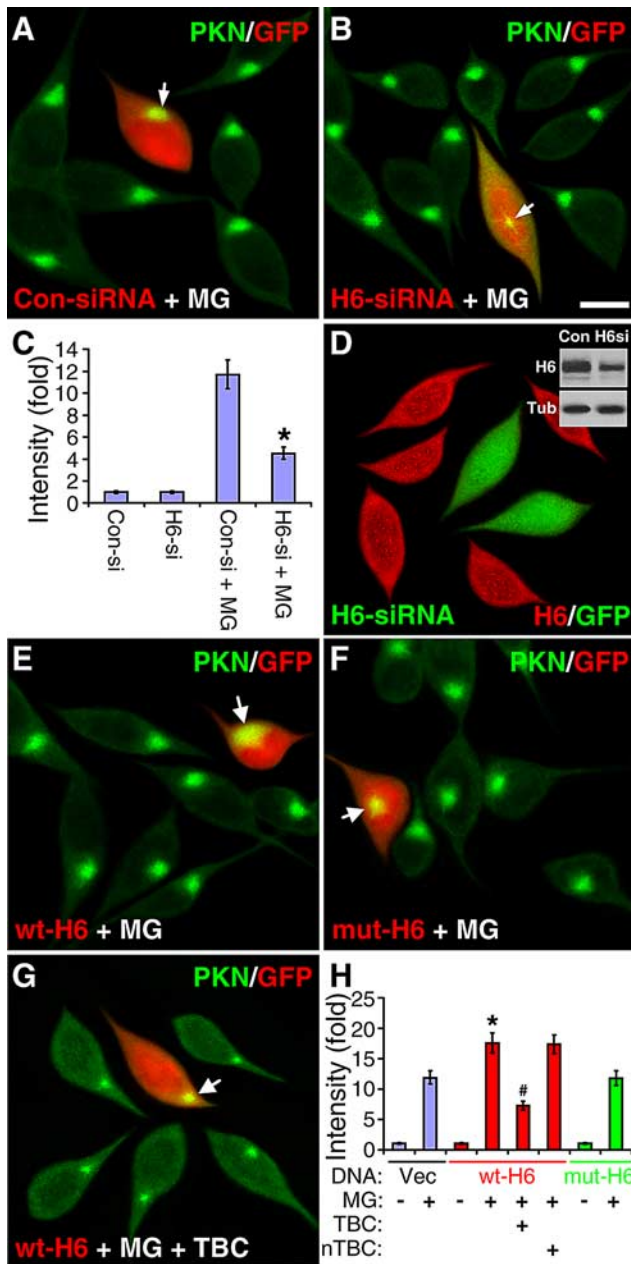 A PKN/GFP
Con-siRNA + MG
B PKN/GFP
H6-siRNA + MG
C
Intensity (fold)
14
12
10
8
6
4
2
0
Con-si
H6-si
Con-si + MG
H6-si + MG
*
D
Con H6si
H6
Tub
H6-siRNA H6/GFP
E PKN/GFP
wt-H6 + MG
F PKN/GFP
mut-H6 + MG
G PKN/GFP
wt-H6 + MG + TBC
H
Intensity (fold)
25
20
15
10
5
0
*
#
DNA: Vec wt-H6 mut-H6
MG: - + - + + + - +
TBC: +
nTBC: +